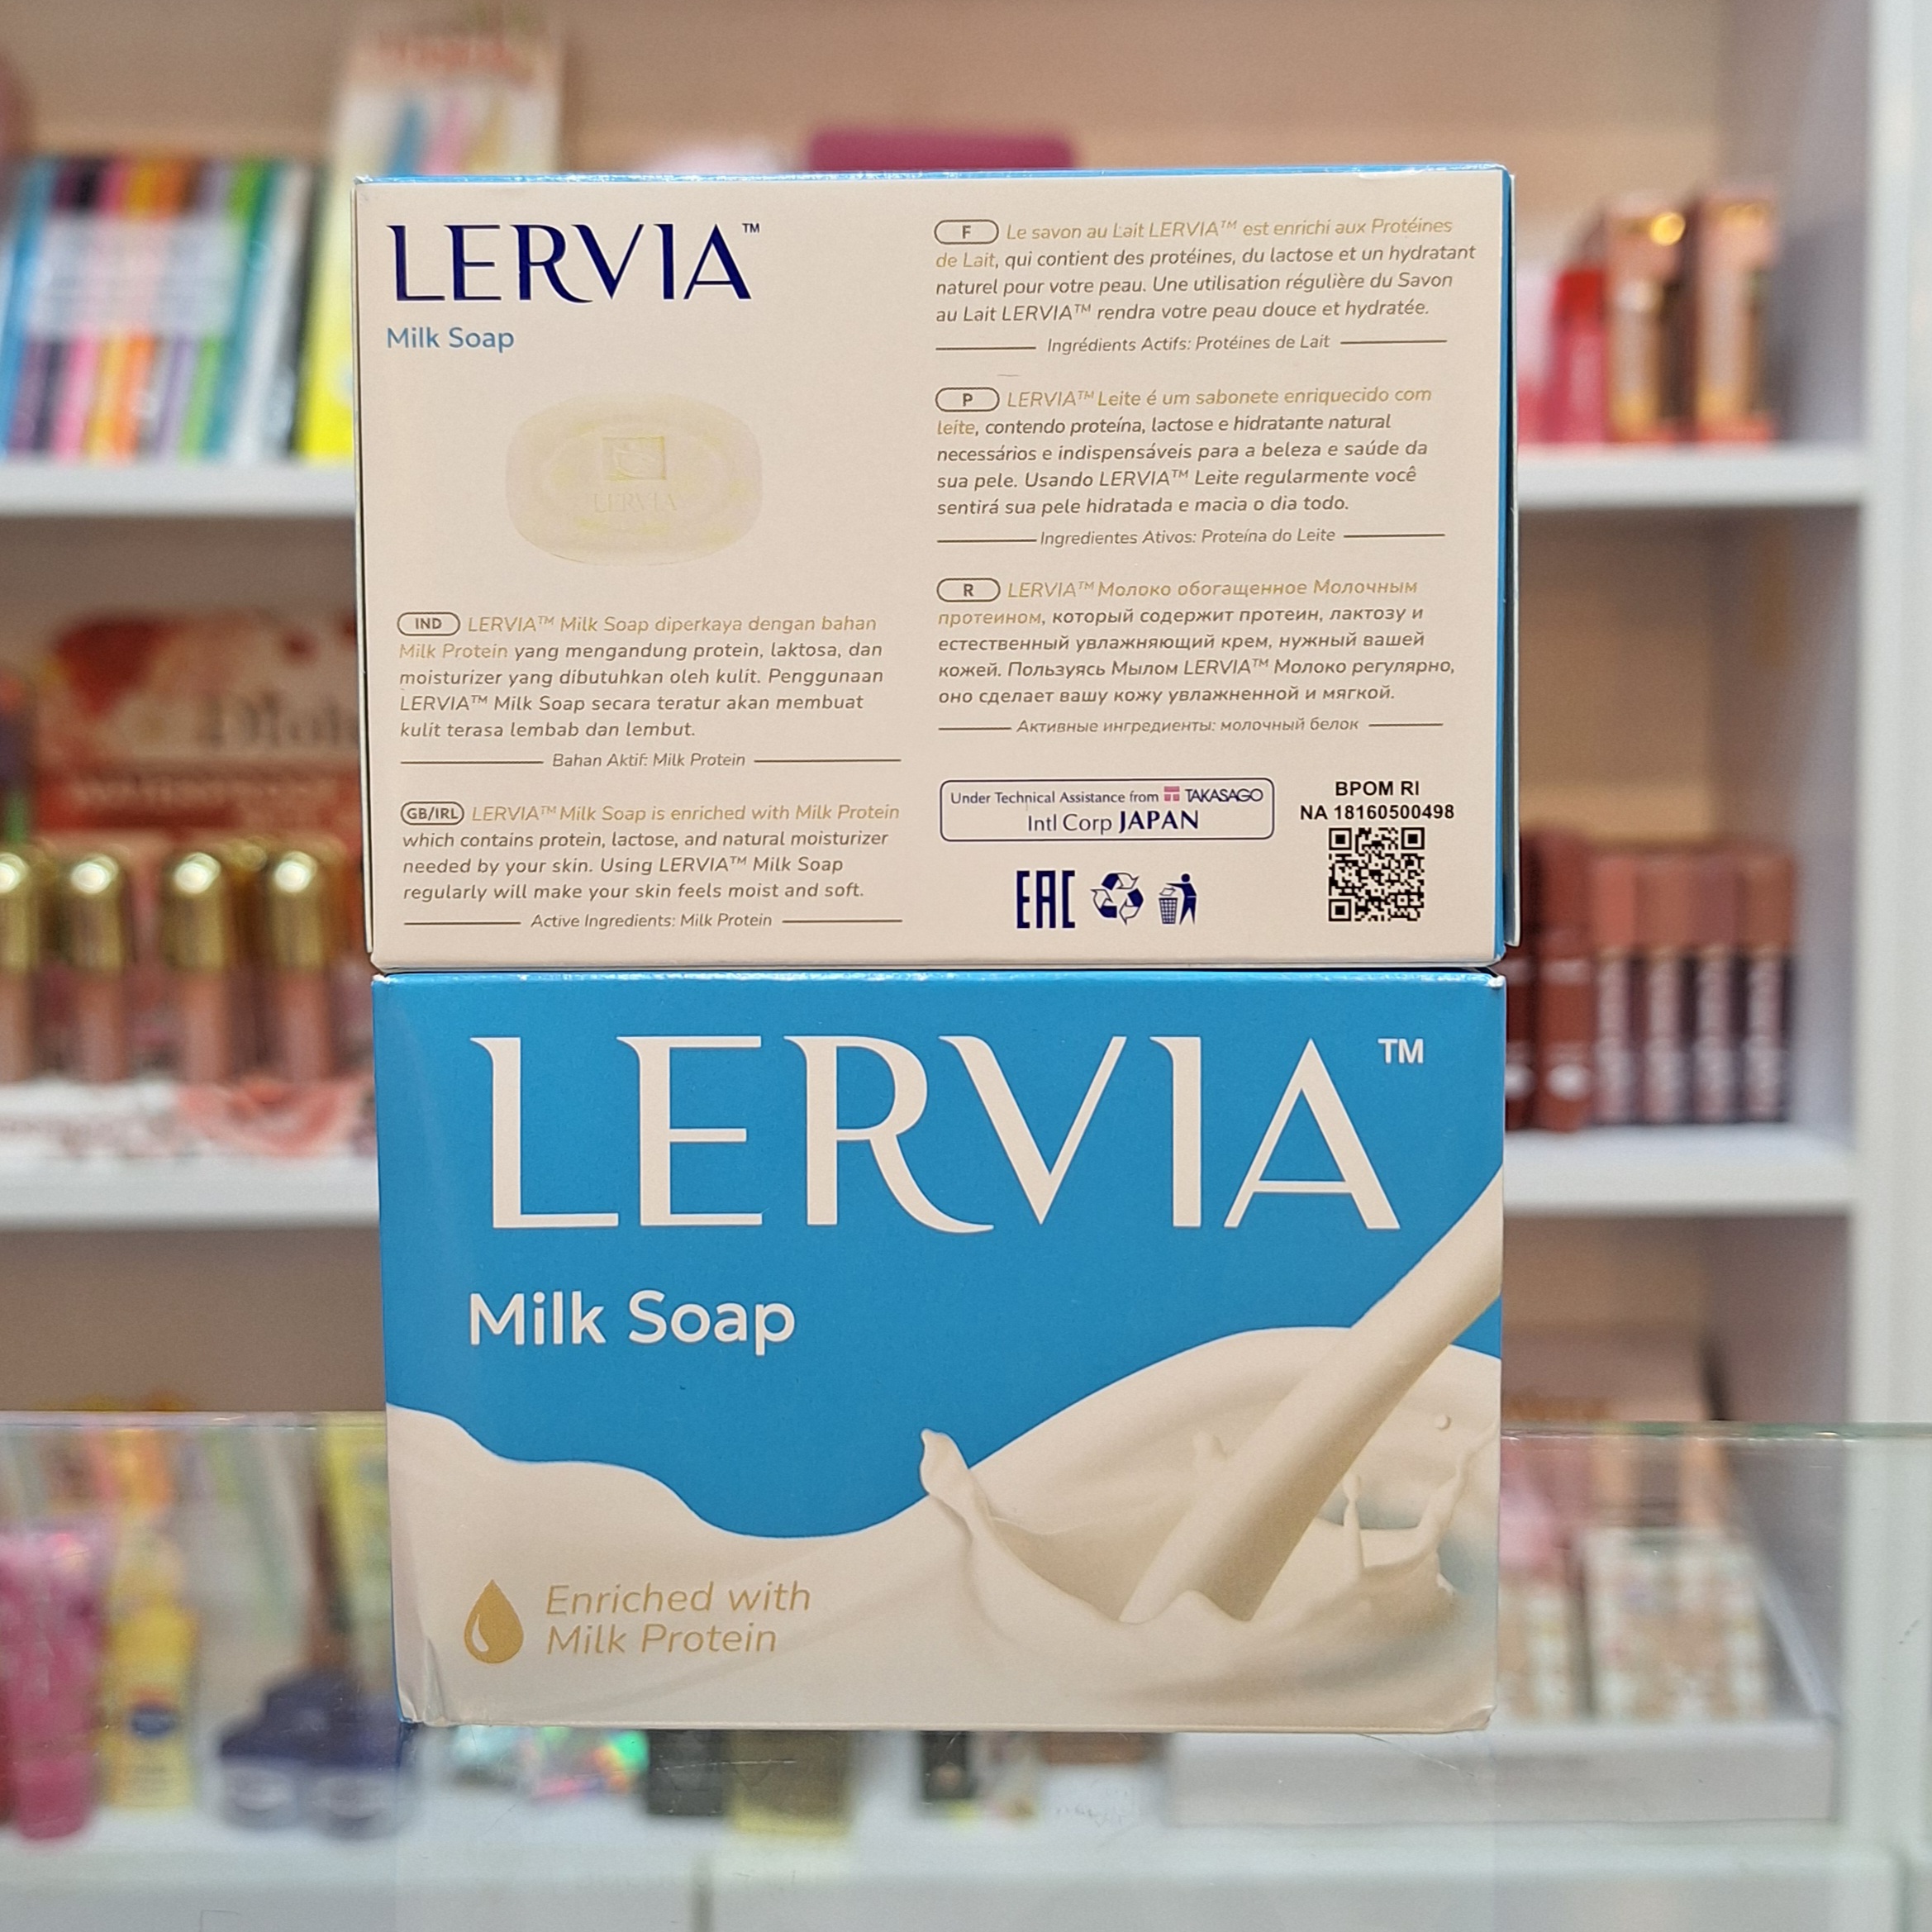 LERVIA™
Milk Soap
LERVIA
IND LERVIA™ Milk Soap diperkaya dengan bahan
Milk Protein yang mengandung protein, laktosa, dan
moisturizer yang dibutuhkan oleh kulit. Penggunaan
LERVIA™ Milk Soap secara teratur akan membuat
kulit terasa lembab dan lembut.
Bahan Aktif: Milk Protein
GB/IRL LERVIA™ Milk Soap is enriched with Milk Protein
which contains protein, lactose, and natural moisturizer
needed by your skin. Using LERVIA™ Milk Soap
regularly will make your skin feels moist and soft.
Active Ingredients: Milk Protein
F Le savon au Lait LERVIA™ est enrichi aux Protéines
de Lait, qui contient des protéines, du lactose et un hydratant
naturel pour votre peau. Une utilisation régulière du Savon
au Lait LERVIA™ rendra votre peau douce et hydratée.
Ingrédients Actifs: Protéines de Lait
P LERVIA™ Leite é um sabonete enriquecido com
leite, contendo proteína, lactose e hidratante natural
necessários e indispensáveis para a beleza e saúde da
sua pele. Usando LERVIA™ Leite regularmente você
sentirá sua pele hidratada e macia o dia todo.
Ingredientes Ativos: Proteína do Leite
R LERVIA™ Молоко обогащенное Молочным
протеином, который содержит протеин, лактозу и
естественный увлажняющий крем, нужный вашей
кожей. Пользуясь Мылом LERVIA™ Молоко регулярно,
оно сделает вашу кожу увлажненной и мягкой.
Активные ингредиенты: молочный белок
Under Technical Assistance from TAKASAGO
Intl Corp JAPAN
BPOM RI
NA 18160500498
EAC
LERVIA™
Milk Soap
Enriched with
Milk Protein